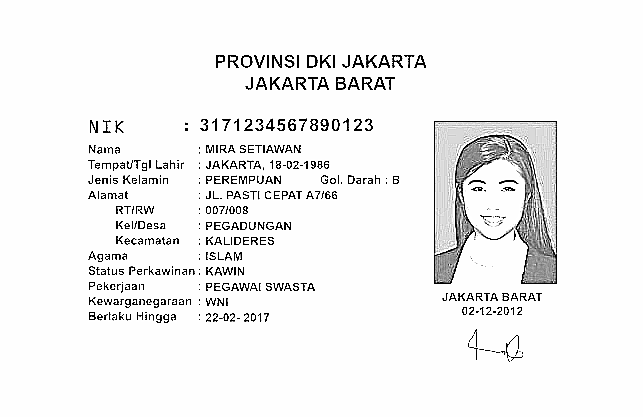 PROVINSI DKI JAKARTA
JAKARTA BARAT
NIK : 3171234567890123
Nama : MIRA SETIAWAN
Tempat/Tgl Lahir : JAKARTA, 18-02-1986
Jenis Kelamin : PEREMPUAN Gol. Darah : B
Alamat : JL. PASTI CEPAT A7/66
RT/RW : 007/008
Kel/Desa : PEGADUNGAN
Kecamatan : KALIDERES
Agama : ISLAM
Status Perkawinan : KAWIN
Pekerjaan : PEGAWAI SWASTA
Kewarganegaraan : WNI
Berlaku Hingga : 22-02- 2017
JAKARTA BARAT
02-12-2012